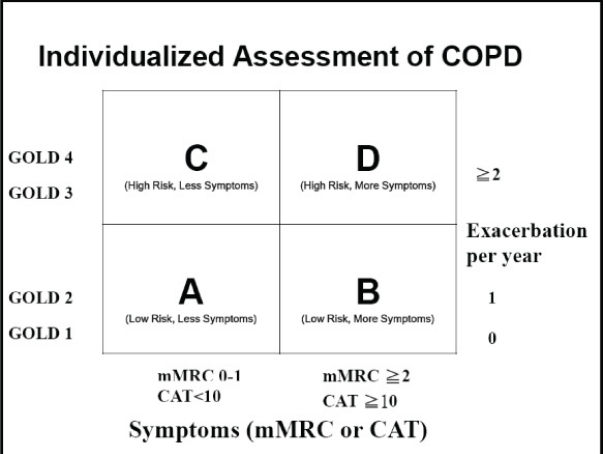 Individualized Assessment of COPD
GOLD 4
GOLD 3
C
(High Risk, Less Symptoms)
D
(High Risk, More Symptoms)
≧2
Exacerbation
per year
GOLD 2
GOLD 1
A
(Low Risk, Less Symptoms)
B
(Low Risk, More Symptoms)
1
0
mMRC 0-1
CAT<10
mMRC ≧2
CAT ≧10
Symptoms (mMRC or CAT)